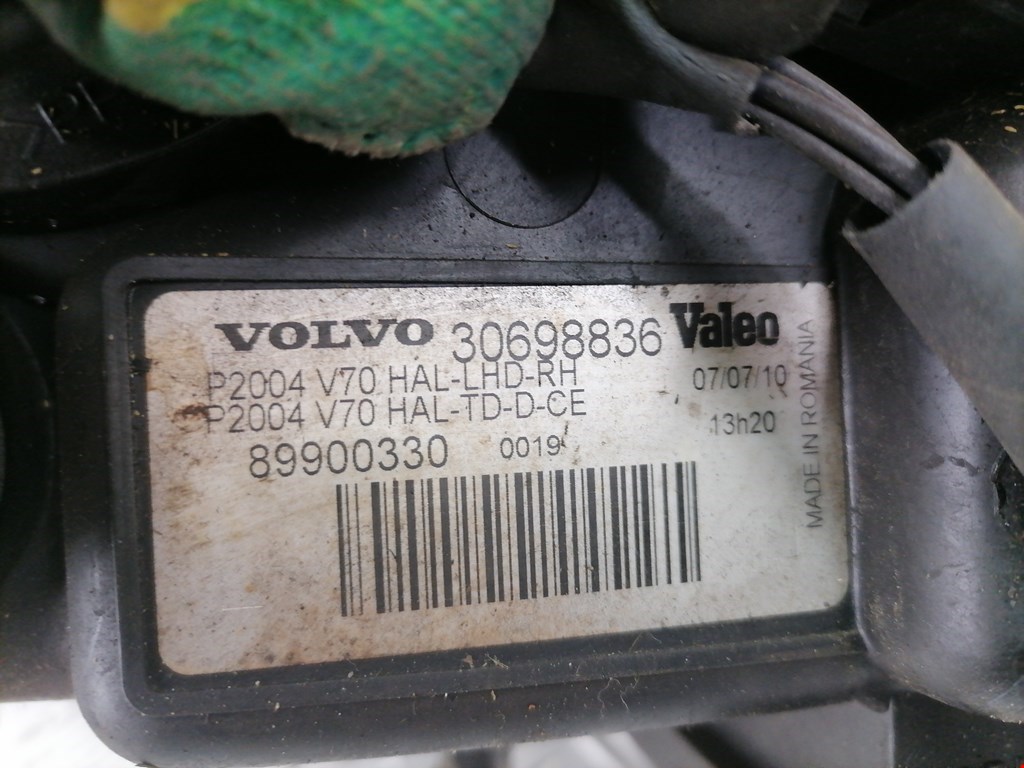 VOLVO 30698836 Valeo
P2004 V70 HAL-LHD-RH 07/07/10
P2004 V70 HAL-TD-D-CE 13h20
89900330 0019
MADE IN ROMANIA